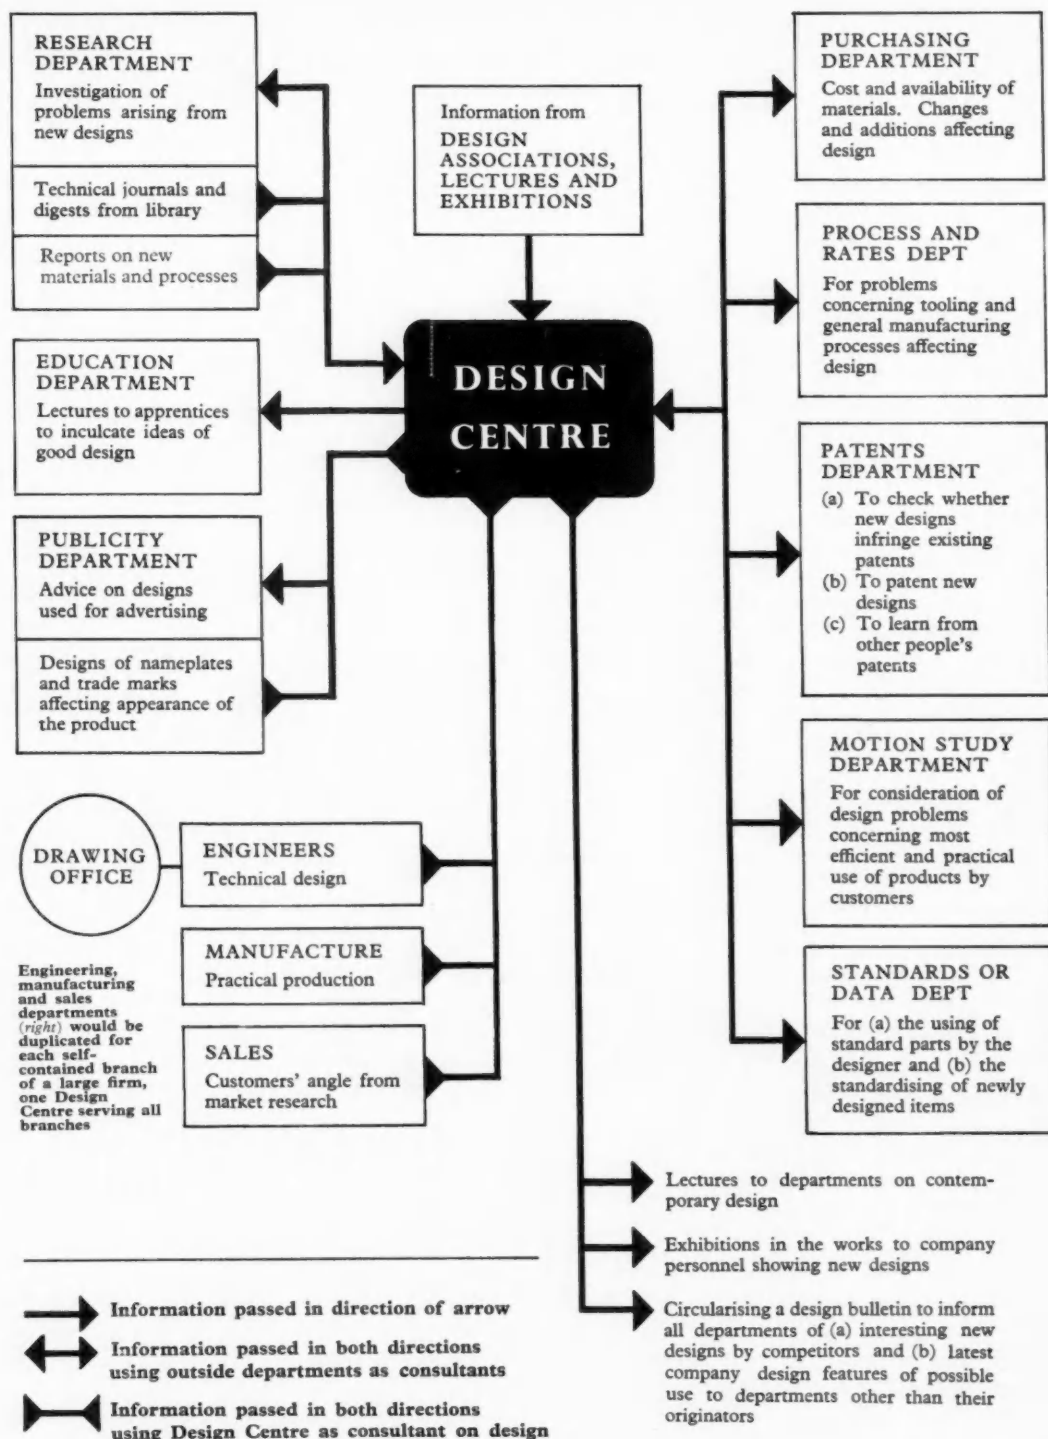 RESEARCH
DEPARTMENT
Investigation of
problems arising from
new designs
Technical journals and
digests from library
Reports on new
materials and processes
EDUCATION
DEPARTMENT
Lectures to apprentices
to inculcate ideas of
good design
PUBLICITY
DEPARTMENT
Advice on designs
used for advertising
Designs of nameplates
and trade marks
affecting appearance of
the product
Information from
DESIGN
ASSOCIATIONS,
LECTURES AND
EXHIBITIONS
DESIGN
CENTRE
PURCHASING
DEPARTMENT
Cost and availability of
materials. Changes
and additions affecting
design
PROCESS AND
RATES DEPT
For problems
concerning tooling and
general manufacturing
processes affecting
design
PATENTS
DEPARTMENT
(a) To check whether
new designs
infringe existing
patents
(b) To patent new
designs
(c) To learn from
other people's
patents
MOTION STUDY
DEPARTMENT
For consideration of
design problems
concerning most
efficient and practical
use of products by
customers
STANDARDS OR
DATA DEPT
For (a) the using of
standard parts by the
designer and (b) the
standardising of newly
designed items
DRAWING
OFFICE
ENGINEERS
Technical design
MANUFACTURE
Practical production
SALES
Customers' angle from
market research
Engineering,
manufacturing
and sales
departments
(right) would be
duplicated for
each self-
contained branch
of a large firm,
one Design
Centre serving all
branches
Lectures to departments on contem-
porary design
Exhibitions in the works to company
personnel showing new designs
Circularising a design bulletin to inform
all departments of (a) interesting new
designs by competitors and (b) latest
company design features of possible
use to departments other than their
originators
Information passed in direction of arrow
Information passed in both directions
using outside departments as consultants
Information passed in both directions
using Design Centre as consultant on design